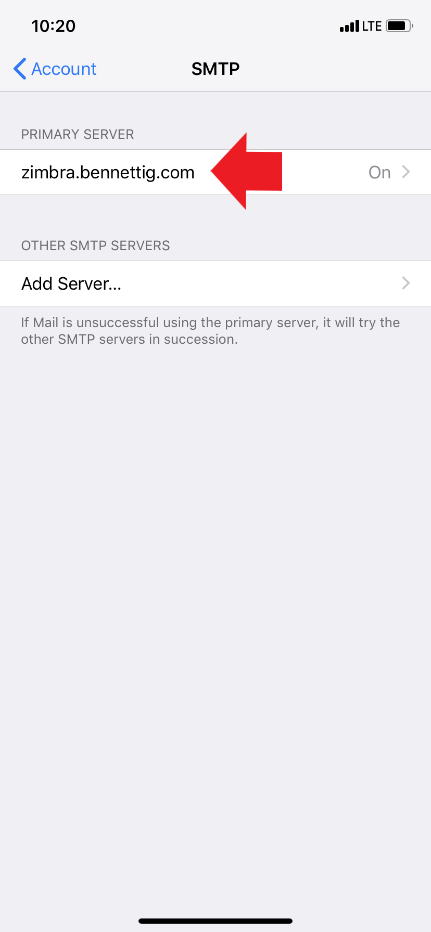 10:20 LTE
Account SMTP
PRIMARY SERVER
zimbra.bennettig.com On
OTHER SMTP SERVERS
Add Server...
If Mail is unsuccessful using the primary server, it will try the
other SMTP servers in succession.